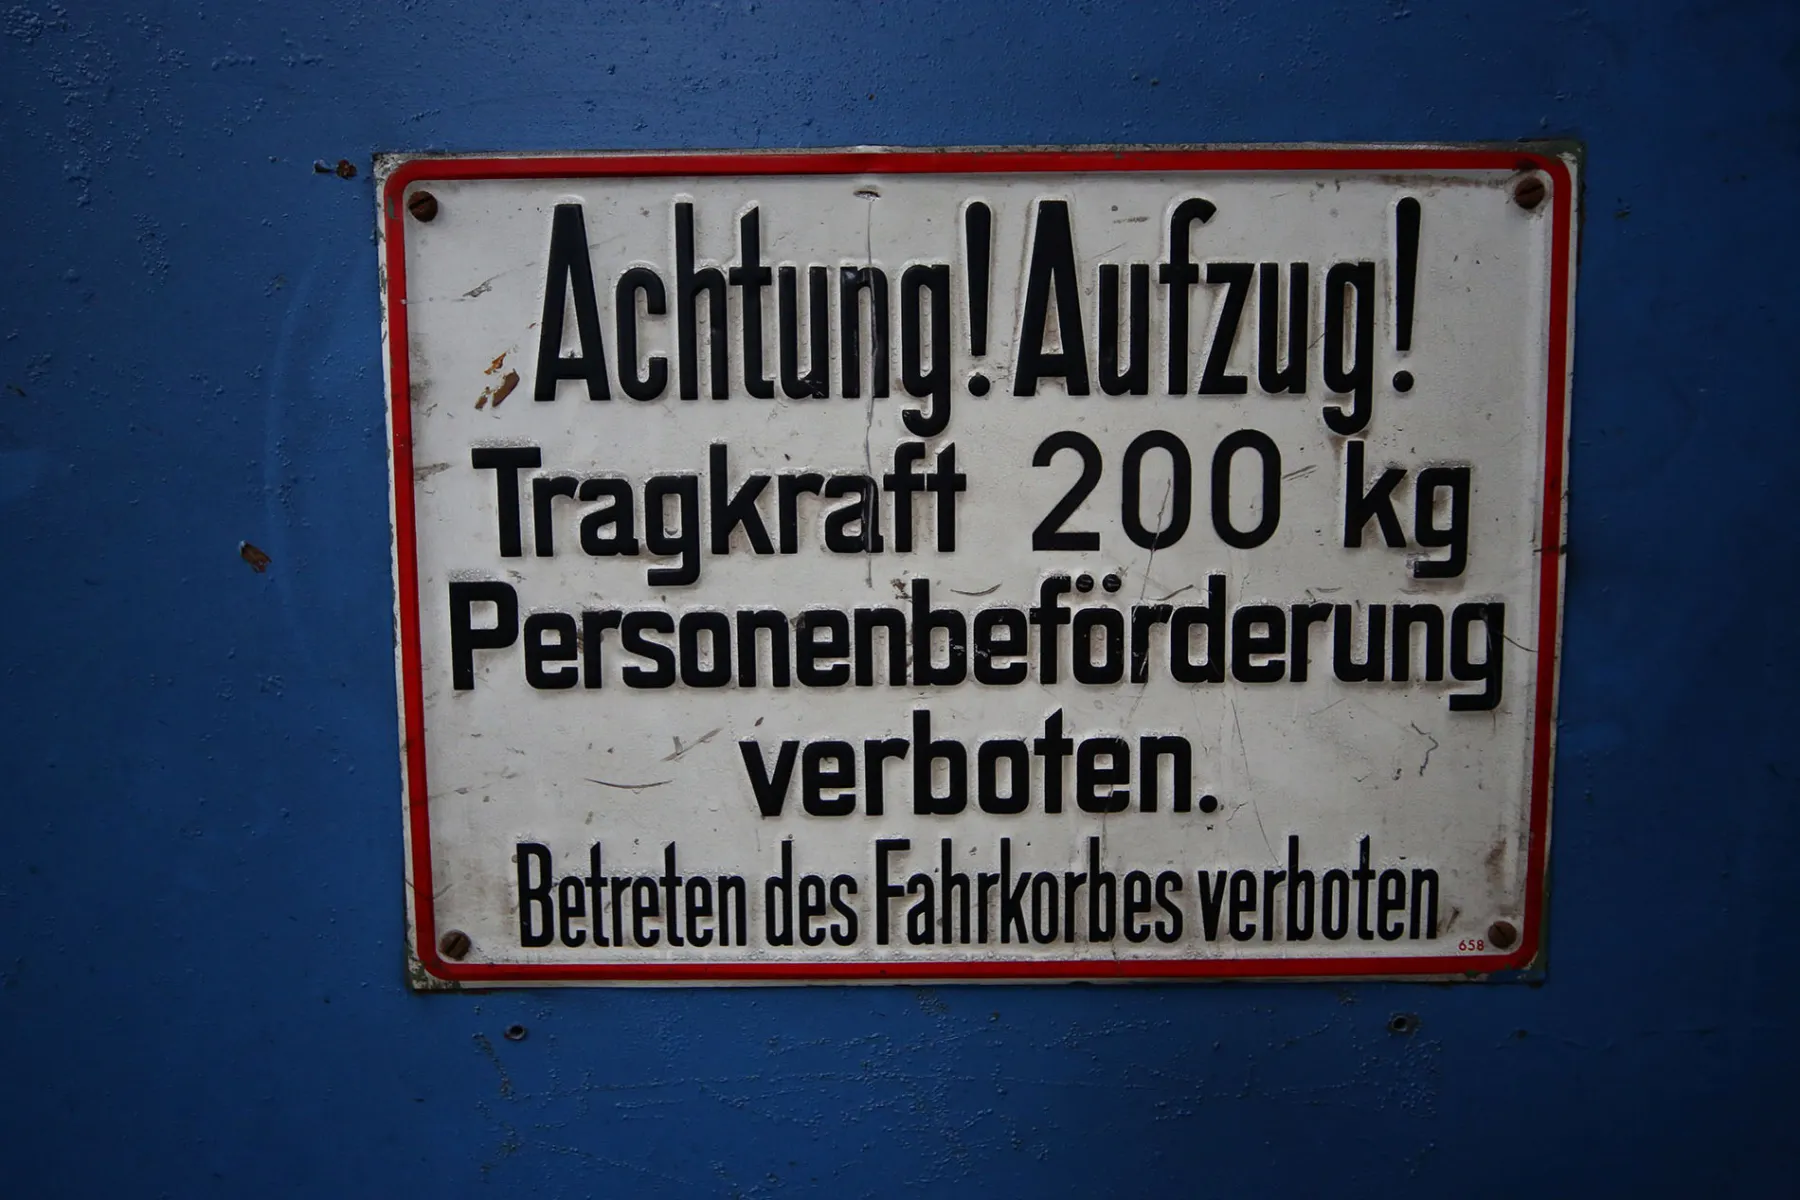 Achtung! Aufzug!
Tragkraft 200 kg
Personenbeförderung
verboten.
Betreten des Fahrkorbes verboten
658